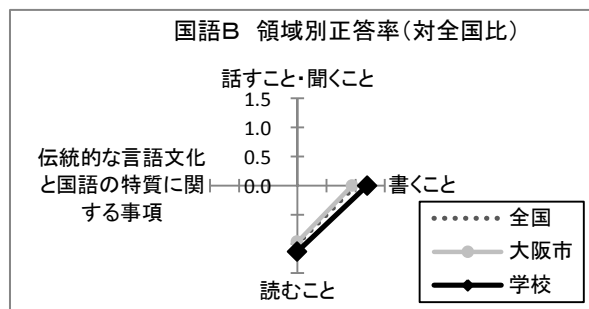 国語B 領域別正答率(対全国比)
話すこと・聞くこと
1.5
1.0
0.5
0.0
伝統的な言語文化
と国語の特質に関
する事項
書くこと
読むこと
全国
大阪市
学校